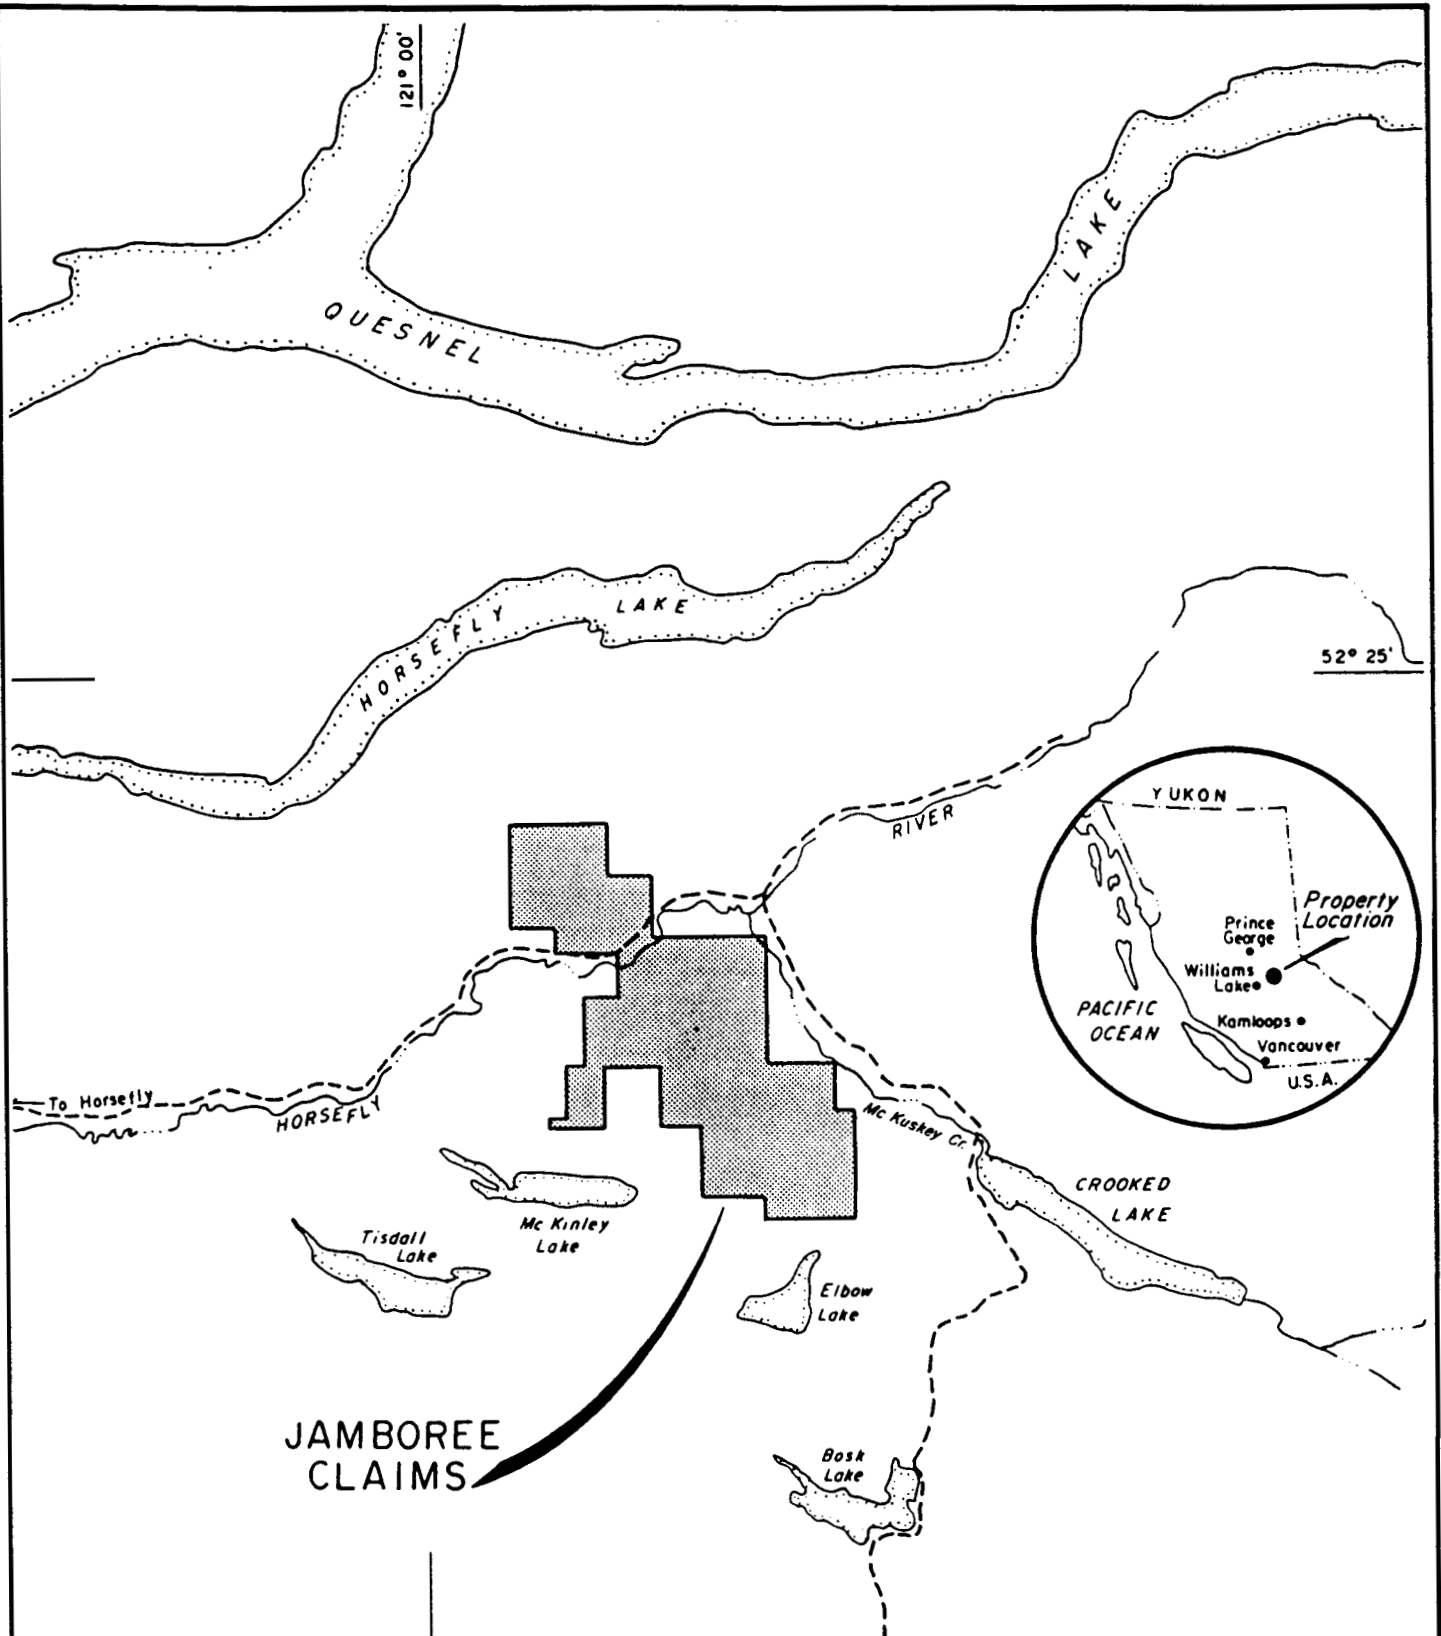 121° 00'
QUESNEL
LAKE
HORSEFLY
LAKE
52° 25'
RIVER
YUKON
Property
Location
Prince
George
Williams
Lake
PACIFIC
OCEAN
Kamloops
Vancouver
U.S.A.
To Horsefly
HORSEFLY
Mc Kuskey Cr.
CROOKED
LAKE
Mc Kinley
Lake
Tisdall
Lake
Elbow
Lake
JAMBOREE
CLAIMS
Bosk
Lake